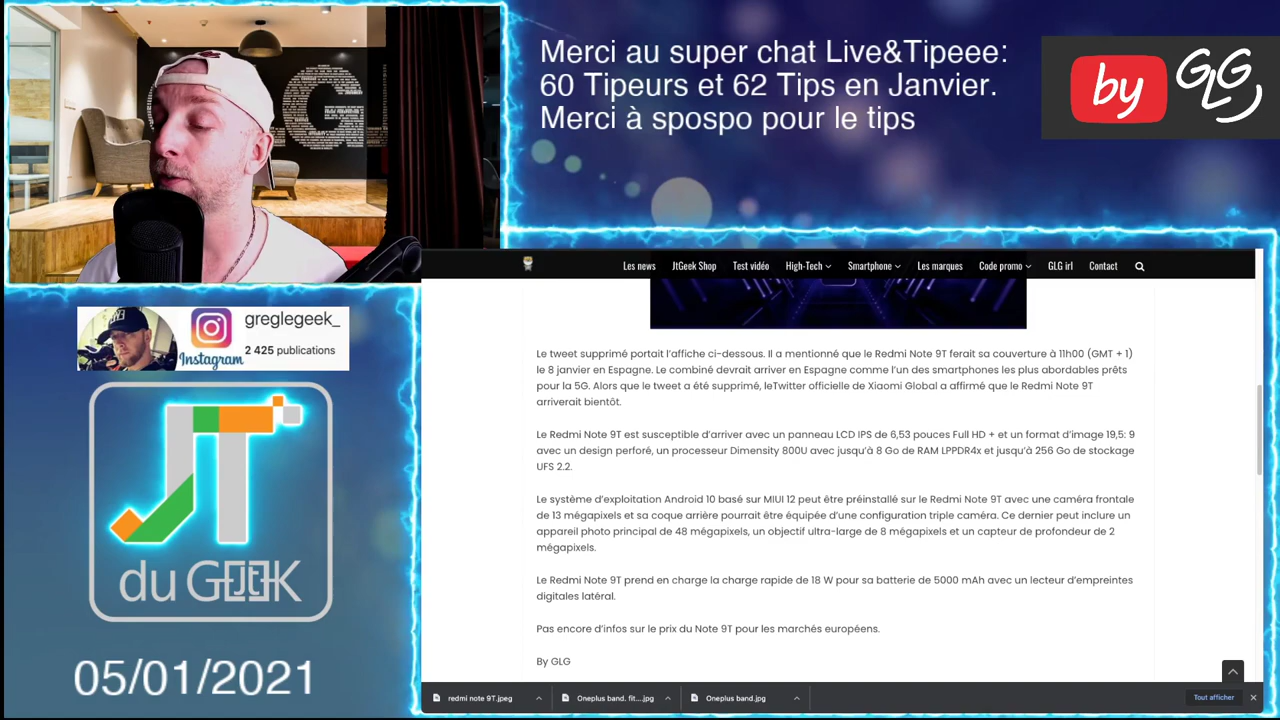 Merci au super chat Live&Tipeee:
60 Tipeurs et 62 Tips en Janvier.
Merci à sposito pour le tips
by GLG
greglegeek_
Instagram
2 425 publications
JT
du GEEK
05/01/2021
Les news JtGeek Shop Test vidéo High-Tech Smartphone Les marques Code promo GLG irl Contact
Le tweet supprimé portait l'affiche ci-dessous. Il a mentionné que le Redmi Note 9T ferait sa couverture à 11h00 (GMT + 1)
le 8 janvier en Espagne. Le combiné devrait arriver en Espagne comme l'un des smartphones les plus abordables prêts
pour la 5G. Alors que le tweet a été supprimé, leTwitter officielle de Xiaomi Global a affirmé que le Redmi Note 9T
arriverait bientôt.
Le Redmi Note 9T est susceptible d'arriver avec un panneau LCD IPS de 6,53 pouces Full HD + et un format d'image 19,5: 9
avec un design perforé, un processeur Dimensity 800U avec jusqu'à 8 Go de RAM LPPDR4x et jusqu'à 256 Go de stockage
UFS 2.2.
Le système d'exploitation Android 10 basé sur MIUI 12 peut être préinstallé sur le Redmi Note 9T avec une caméra frontale
de 13 mégapixels et sa coque arrière pourrait être équipée d'une configuration triple caméra. Ce dernier peut inclure un
appareil photo principal de 48 mégapixels, un objectif ultra-large de 8 mégapixels et un capteur de profondeur de 2
mégapixels.
Le Redmi Note 9T prend en charge la charge rapide de 18 W pour sa batterie de 5000 mAh avec un lecteur d'empreintes
digitales latéral.
Pas encore d'infos sur le prix du Note 9T pour les marchés européens.
By GLG
redmi note 9T.jpeg Oneplus band. fit....jpg Oneplus band.jpg Tout afficher